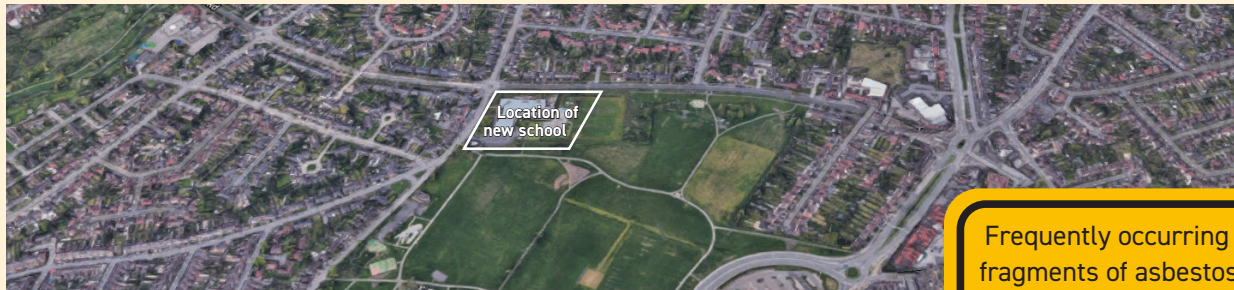 Location of
new school
Frequently occurring
fragments of asbestos